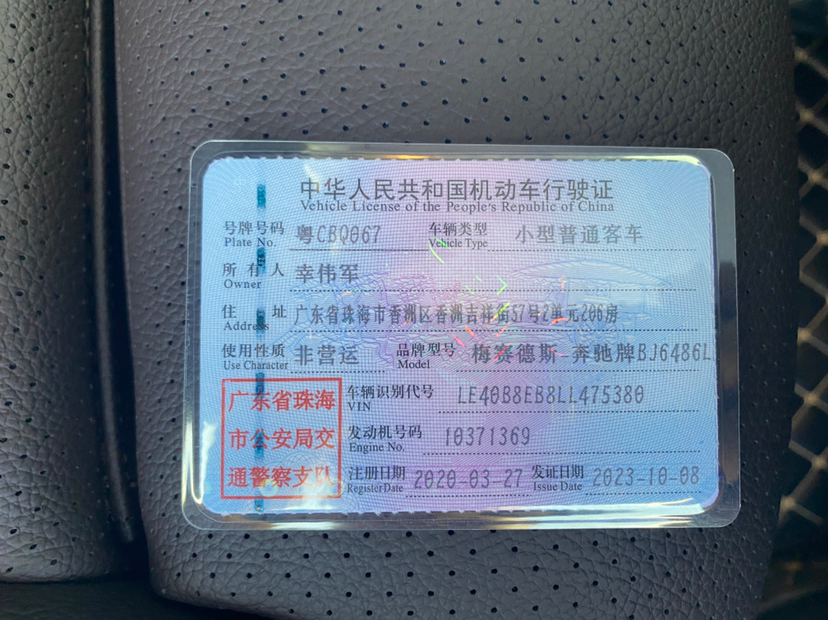 中华人民共和国机动车行驶证
Vehicle License of the People's Republic of China
号牌号码 粤CBQ067 车辆类型 小型普通客车
Plate No. Vehicle Type
所有人 幸伟军
Owner
住址 广东省珠海市香洲区香洲吉祥街57号2单元206房
Address
使用性质 非营运 品牌型号 梅赛德斯-奔驰牌BJ6486L
Use Character Model
广东省珠海
市公安局交
通警察支队
车辆识别代号 LE40B8EB8LL475380
VIN
发动机号码 10371369
Engine No.
注册日期 2020-03-27 发证日期 2023-10-08
Register Date Issue Date